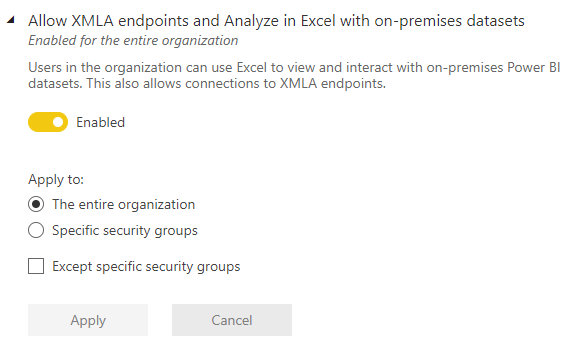 Allow XMLA endpoints and Analyze in Excel with on-premises datasets
Enabled for the entire organization
Users in the organization can use Excel to view and interact with on-premises Power BI
datasets. This also allows connections to XMLA endpoints.
Enabled
Apply to:
The entire organization
Specific security groups
Except specific security groups
Apply
Cancel